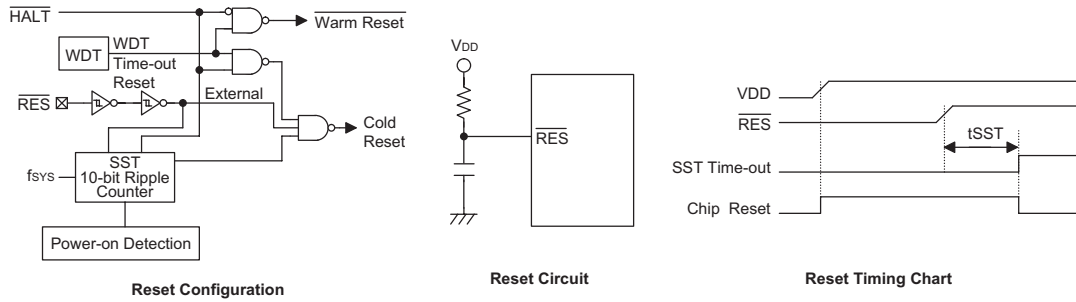 HALT
Warm Reset
WDT
WDT
Time-out
Reset
RES
External
Cold
Reset
SST
10-bit Ripple
Counter
fSYS
Power-on Detection
Reset Configuration
VDD
RES
Reset Circuit
VDD
RES
tSST
SST Time-out
Chip Reset
Reset Timing Chart